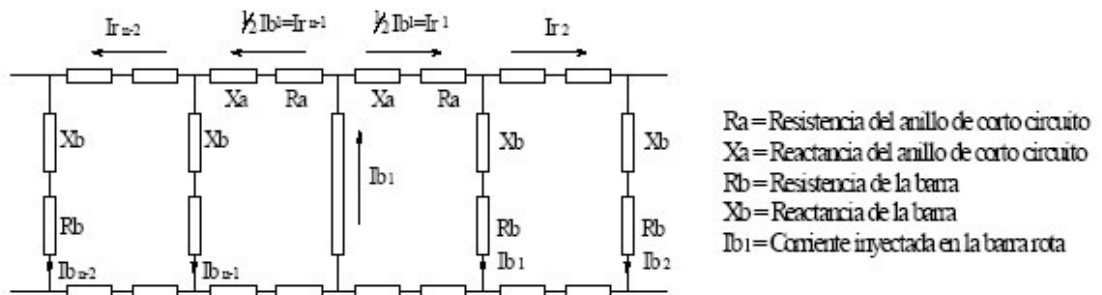 Ir n-2
½ Ib1=Ir n-1
½ Ib1=Ir 1
Ir 2
Xa
Ra
Xa
Ra
Xb
Xb
Xb
Xb
Ib 1
Rb
Rb
Rb
Ib n-2
Ib n-1
Ib 1
Ib 2
Ra = Resistencia del anillo de corto circuito
Xa = Reactancia del anillo de corto circuito
Rb = Resistencia de la barra
Xb = Reactancia de la barra
Ib1 = Corriente inyectada en la barra rota